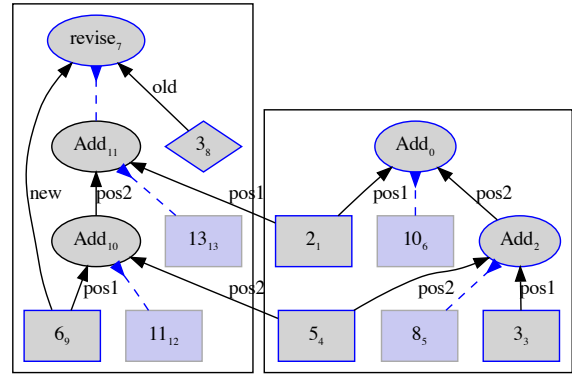 revise₇
old
Add₁₁
3₈
Add₀
new
pos2
pos1
pos1
pos2
Add₁₀
13₁₃
2₁
10₆
Add₂
pos1
pos2
pos2
pos1
6₉
11₁₂
5₄
8₅
3₃